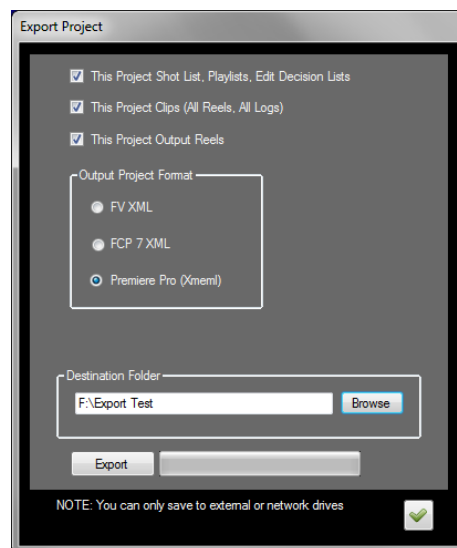 Export Project
This Project Shot List, Playlists, Edit Decision Lists
This Project Clips (All Reels, All Logs)
This Project Output Reels
Output Project Format
FV XML
FCP 7 XML
Premiere Pro (Xmeml)
Destination Folder
F:\Export Test
Browse
Export
NOTE: You can only save to external or network drives